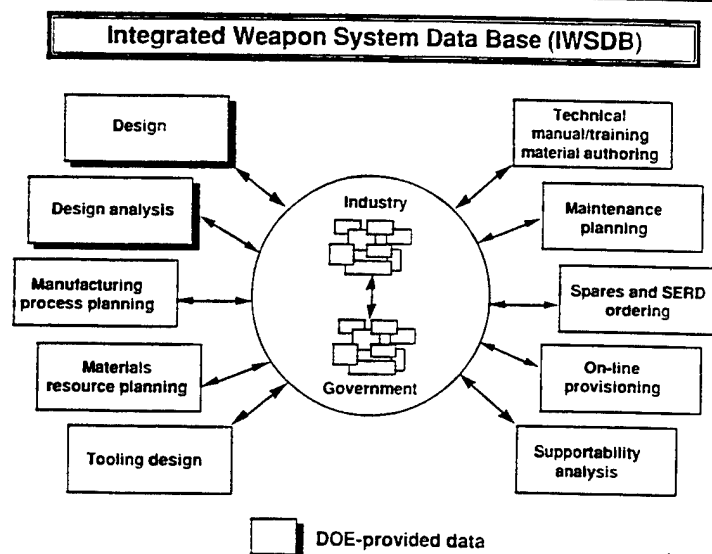 Integrated Weapon System Data Base (IWSDB)
Design
Design analysis
Manufacturing
process planning
Materials
resource planning
Tooling design
Industry
Government
Technical
manual/training
material authoring
Maintenance
planning
Spares and SERD
ordering
On-line
provisioning
Supportability
analysis
DOE-provided data